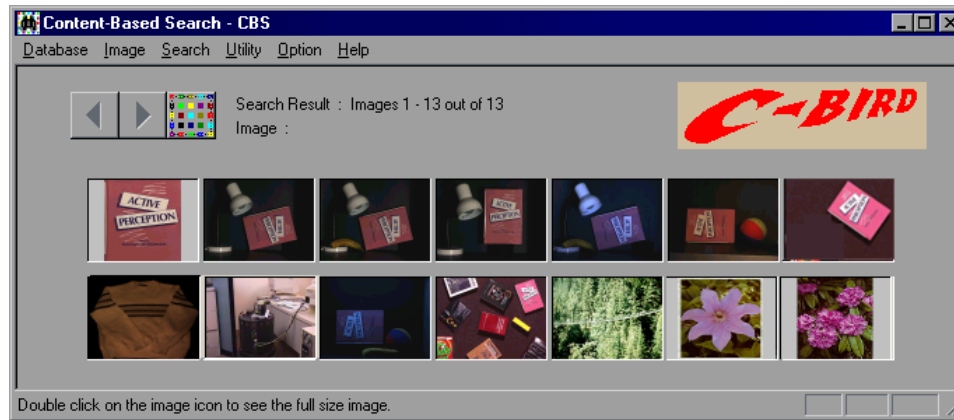 Content-Based Search - CBS
Database Image Search Utility Option Help
Search Result : Images 1 - 13 out of 13
Image :
C-BIRD
ACTIVE
PERCEPTION
ACTIVE
PERCEPTION
Double click on the image icon to see the full size image.